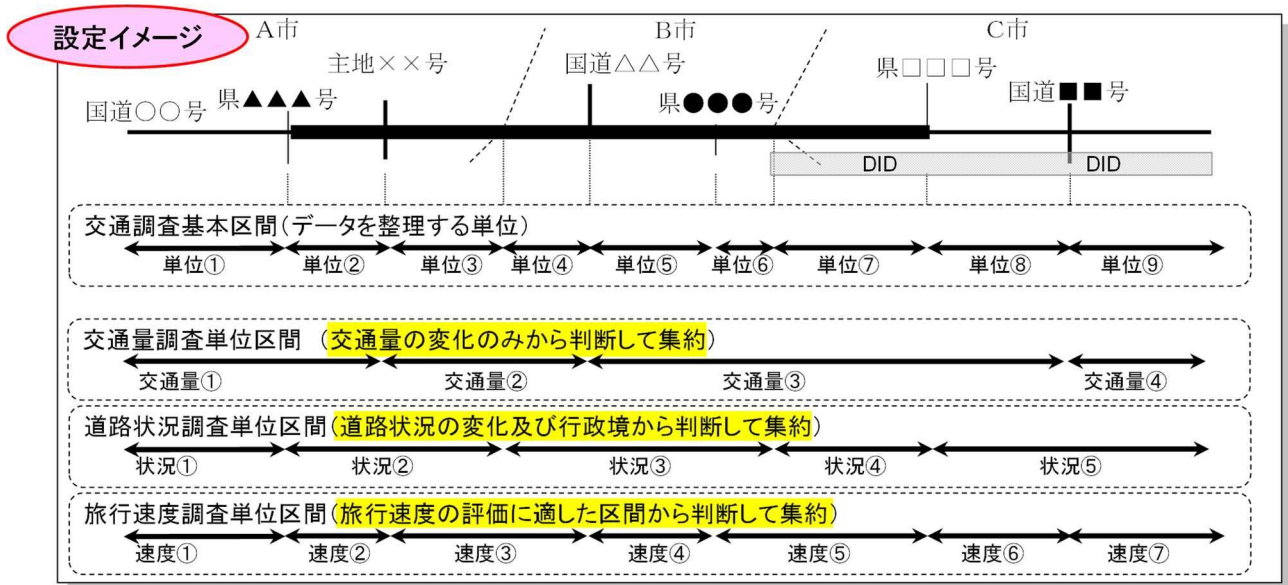 設定イメージ
A市
B市
C市
主地××号
国道△△号
県□□□号
国道○○号
県▲▲▲号
県●●●号
国道■■号
DID
DID
交通調査基本区間(データを整理する単位)
単位①
単位②
単位③
単位④
単位⑤
単位⑥
単位⑦
単位⑧
単位⑨
交通量調査単位区間 (交通量の変化のみから判断して集約)
交通量①
交通量②
交通量③
交通量④
道路状況調査単位区間(道路状況の変化及び行政境から判断して集約)
状況①
状況②
状況③
状況④
状況⑤
旅行速度調査単位区間(旅行速度の評価に適した区間から判断して集約)
速度①
速度②
速度③
速度④
速度⑤
速度⑥
速度⑦